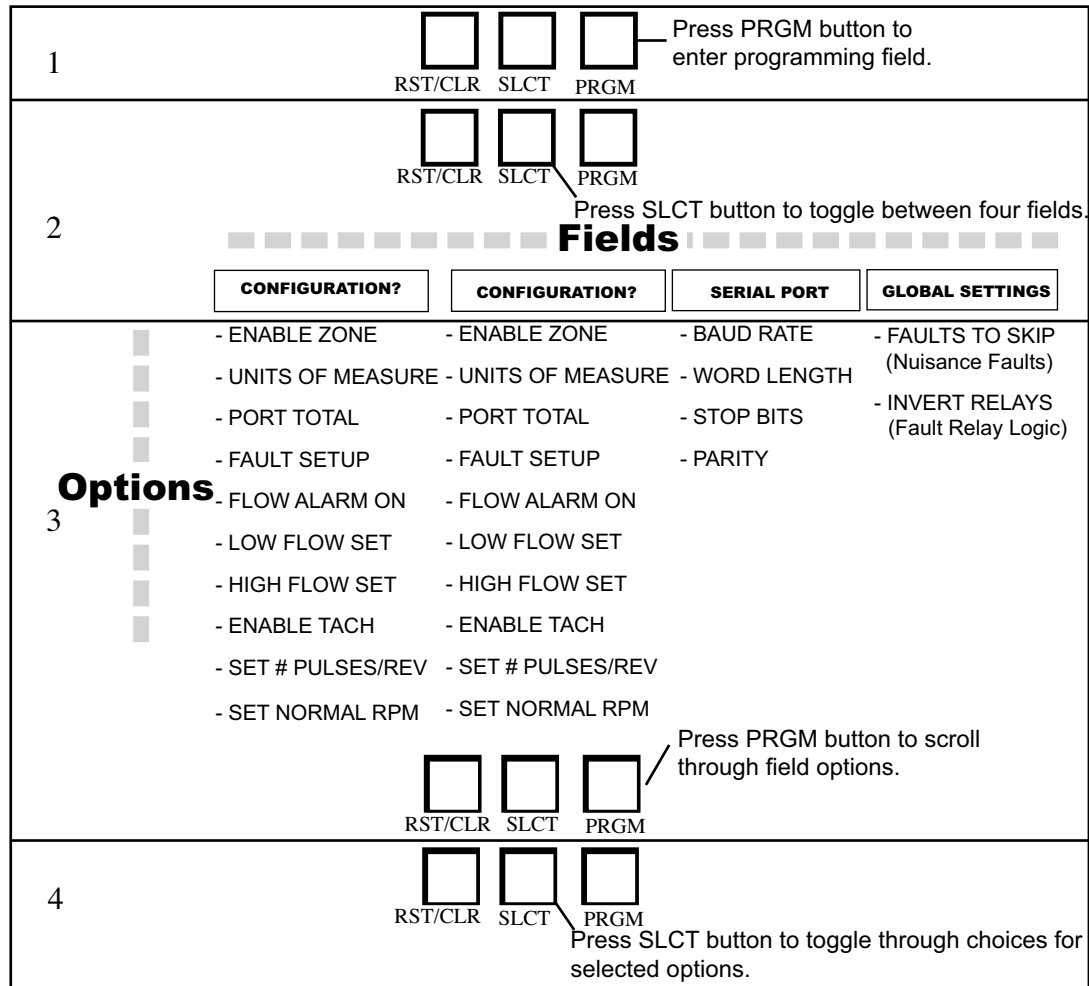 1
Press PRGM button to
enter programming field.
RST/CLR SLCT PRGM
2
RST/CLR SLCT PRGM
Press SLCT button to toggle between four fields.
Fields
CONFIGURATION? CONFIGURATION? SERIAL PORT GLOBAL SETTINGS
3
Options
- ENABLE ZONE
- UNITS OF MEASURE
- PORT TOTAL
- FAULT SETUP
- FLOW ALARM ON
- LOW FLOW SET
- HIGH FLOW SET
- ENABLE TACH
- SET # PULSES/REV
- SET NORMAL RPM
- ENABLE ZONE
- UNITS OF MEASURE
- PORT TOTAL
- FAULT SETUP
- FLOW ALARM ON
- LOW FLOW SET
- HIGH FLOW SET
- ENABLE TACH
- SET # PULSES/REV
- SET NORMAL RPM
- BAUD RATE
- WORD LENGTH
- STOP BITS
- PARITY
- FAULTS TO SKIP
(Nuisance Faults)
- INVERT RELAYS
(Fault Relay Logic)
Press PRGM button to scroll
through field options.
RST/CLR SLCT PRGM
4
RST/CLR SLCT PRGM
Press SLCT button to toggle through choices for
selected options.